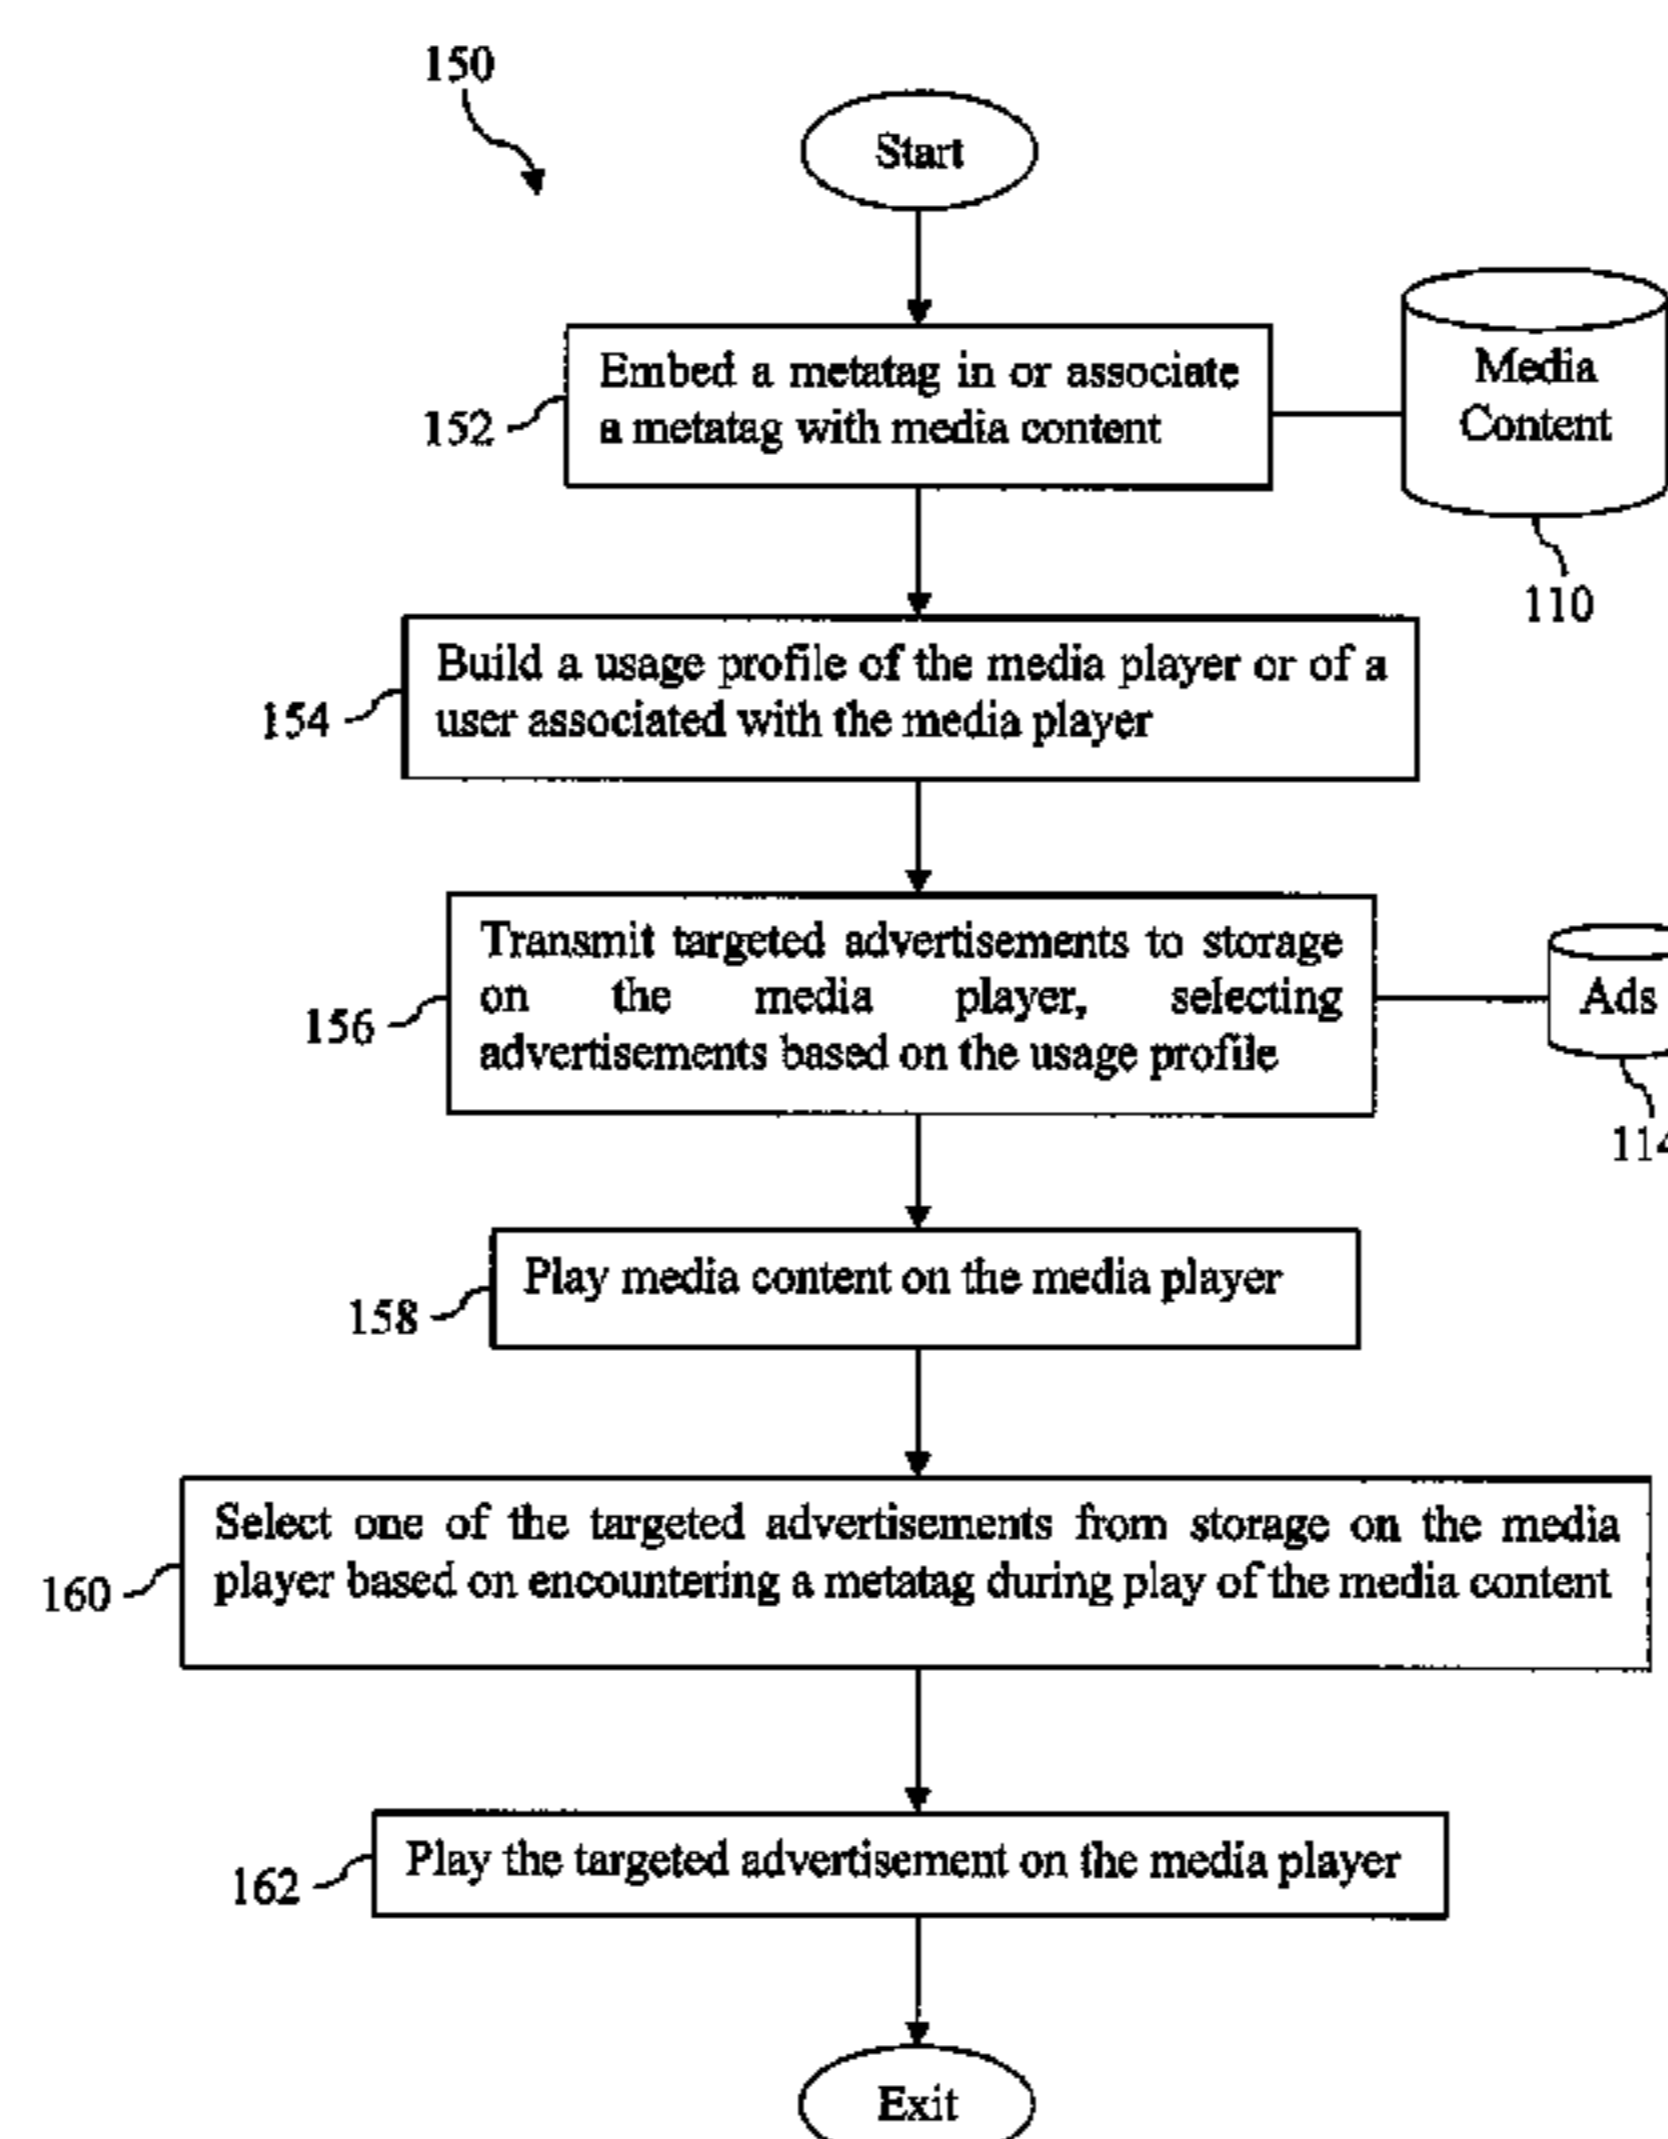 150
Start
Embed a metatag in or associate
a metatag with media content
152
Media
Content
110
Build a usage profile of the media player or of a
user associated with the media player
154
Transmit targeted advertisements to storage
on the media player, selecting
advertisements based on the usage profile
156
Ads
114
Play media content on the media player
158
Select one of the targeted advertisements from storage on the media
player based on encountering a metatag during play of the media content
160
Play the targeted advertisement on the media player
162
Exit